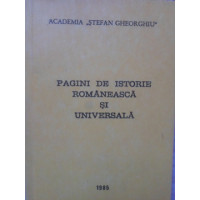 ACADEMIA „ŞTEFAN GHEORGHIU"
PAGINI DE ISTORIE
ROMÂNEASCĂ
ŞI
UNIVERSALĂ
1989